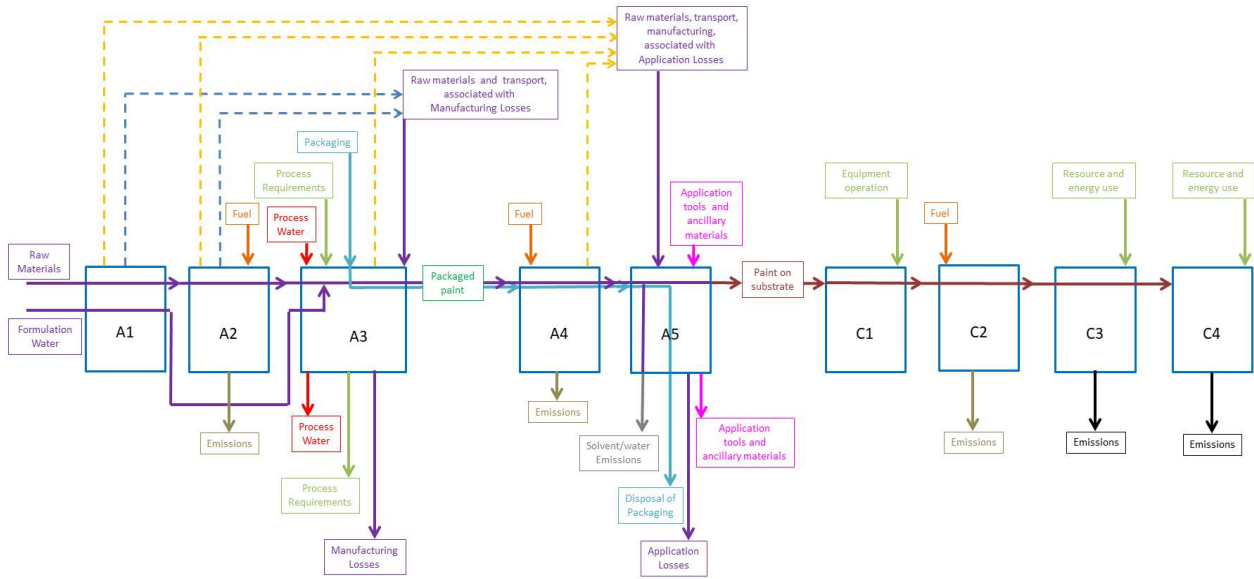 Raw materials, transport,
manufacturing,
associated with
Application Losses
Raw materials and transport,
associated with
Manufacturing Losses
Packaging
Process
Requirements
Equipment
operation
Resource and
energy use
Resource and
energy use
Application
tools and
ancillary
materials
Fuel
Process
Water
Fuel
Fuel
Raw
Materials
Packaged
paint
Paint on
substrate
Formulation
Water
A1
A2
A3
A4
A5
C1
C2
C3
C4
Emissions
Process
Water
Emissions
Solvent/water
Emissions
Application
tools and
ancillary materials
Emissions
Emissions
Emissions
Process
Requirements
Disposal of
Packaging
Manufacturing
Losses
Application
Losses